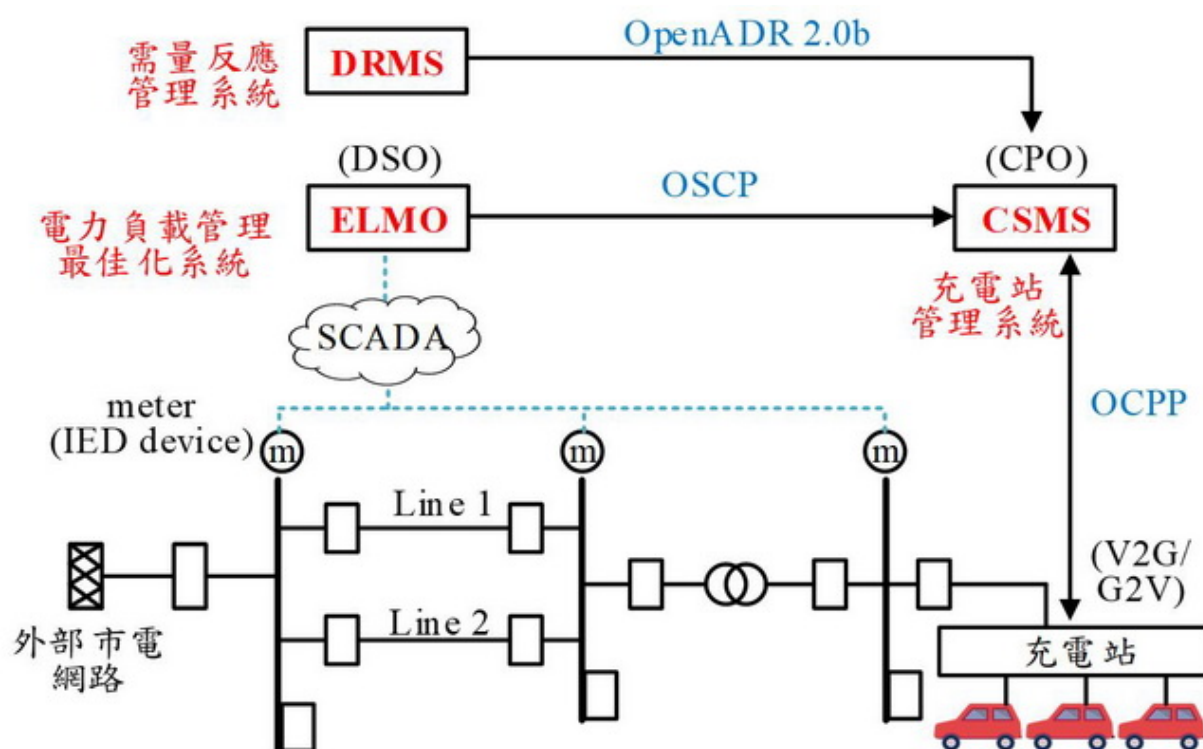 OpenADR 2.0b
需量反應
管理系統
DRMS
(DSO)
(CPO)
電力負載管理
最佳化系統
ELMO
OSCP
CSMS
充電站
管理系統
SCADA
OCPP
meter
(IED device)
m
m
m
Line 1
Line 2
(V2G/
G2V)
外部市電
網路
充電站